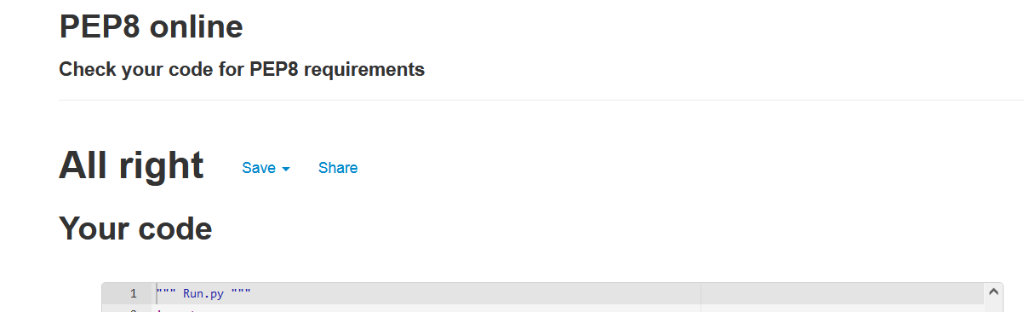 PEP8 online
Check your code for PEP8 requirements
All right Save Share
Your code
1 """ Run.py """